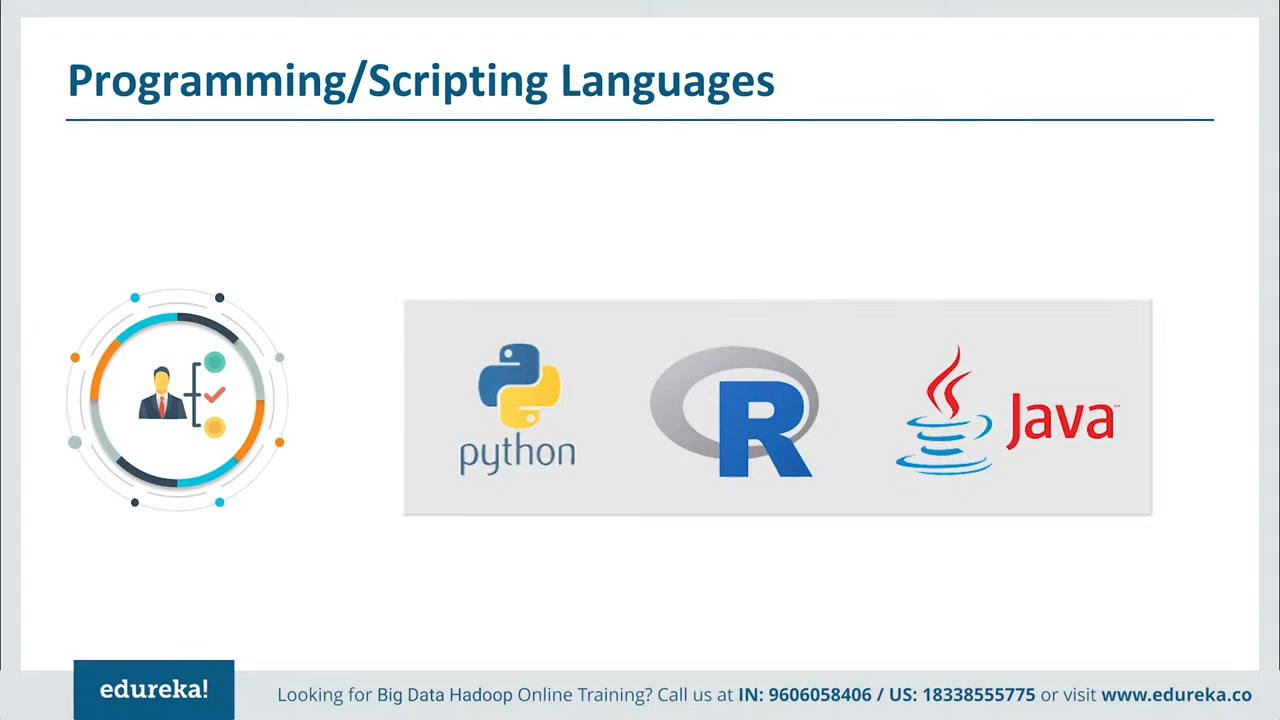 Programming/Scripting Languages
python
R
Java™
edureka!
Looking for Big Data Hadoop Online Training? Call us at IN: 9606058406 / US: 18338555775 or visit www.edureka.co